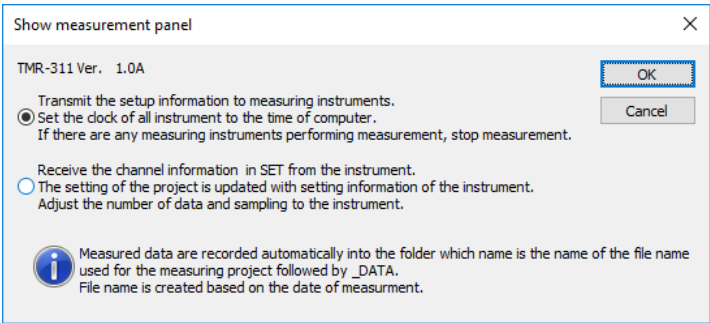 Show measurement panel
TMR-311 Ver. 1.0A
OK
Transmit the setup information to measuring instruments.
Set the clock of all instrument to the time of computer.
If there are any measuring instruments performing measurement, stop measurement.
Cancel
Receive the channel information in SET from the instrument.
The setting of the project is updated with setting information of the instrument.
Adjust the number of data and sampling to the instrument.
Measured data are recorded automatically into the folder which name is the name of the file name
used for the measuring project followed by _DATA.
File name is created based on the date of measurment.